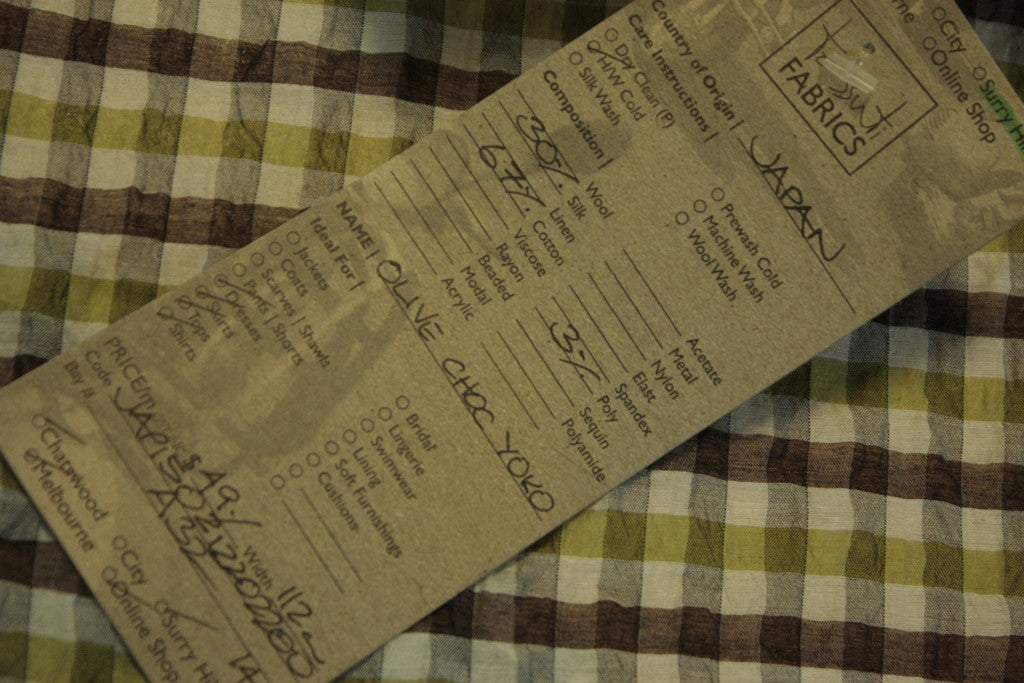 Tessuti
FABRICS
City
Online Shop
Surry Hi
Country of Origin | JAPAN
Care Instructions |
Dry Clean (P)
H/W Cold
Silk Wash
Prewash Cold
Machine Wash
Wool Wash
Composition |
Wool
30% Silk
Linen
67% Cotton
Viscose
Rayon
Beaded
Modal
Acrylic
Acetate
Metal
Nylon
Elast
Spandex
3% Poly
Sequin
Polyamide
NAME | OLIVE CHOC YOKO
Ideal For |
Jackets
Coats
Scarves | Shawls
Pants | Shorts
Dresses
Skirts
Tops
Shirts
Bridal
Lingerie
Swimwear
Lining
Soft Furnishings
Cushions
PRICE/m $49.- Width 112
Code
Buy it
Chatswood
Melbourne
City
Online Shop
Surry Hi